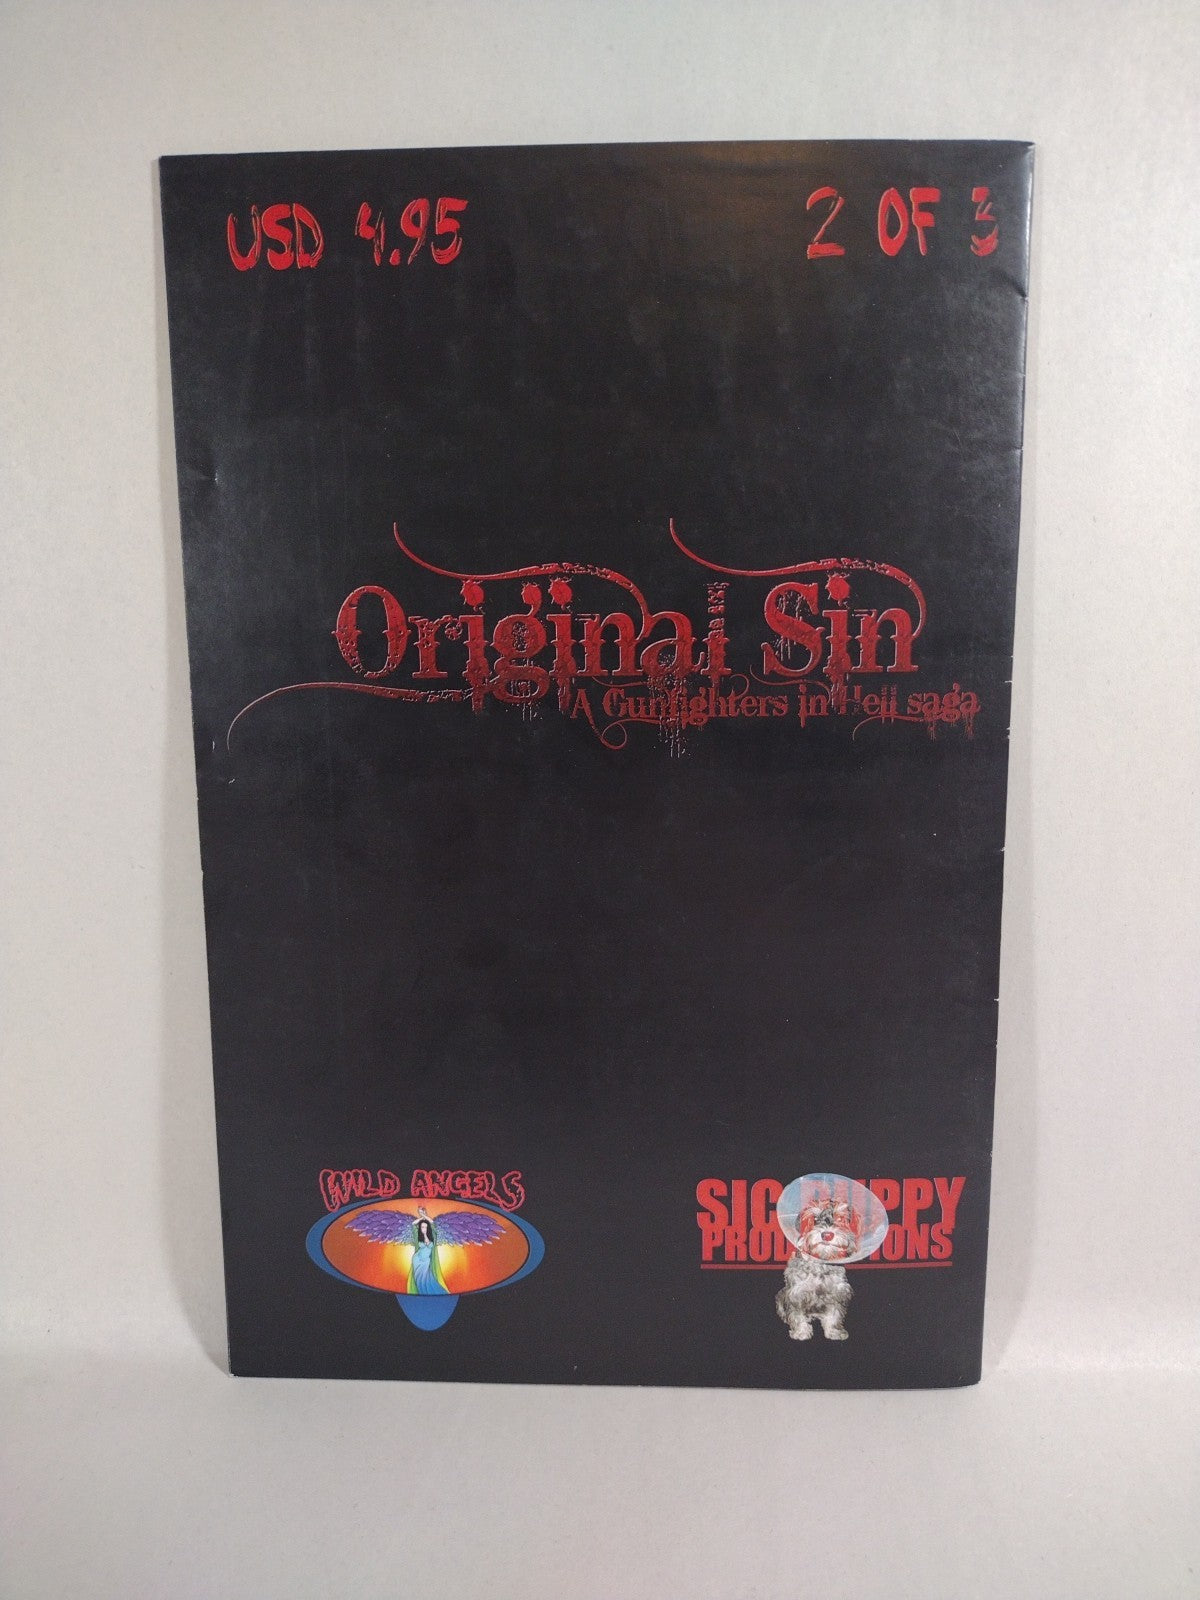 USD 4.95 2 OF 3
Original Sin
A Gunfighters in Hell saga
WILD ANGELS
SIC PUPPY
PRODUCTIONS